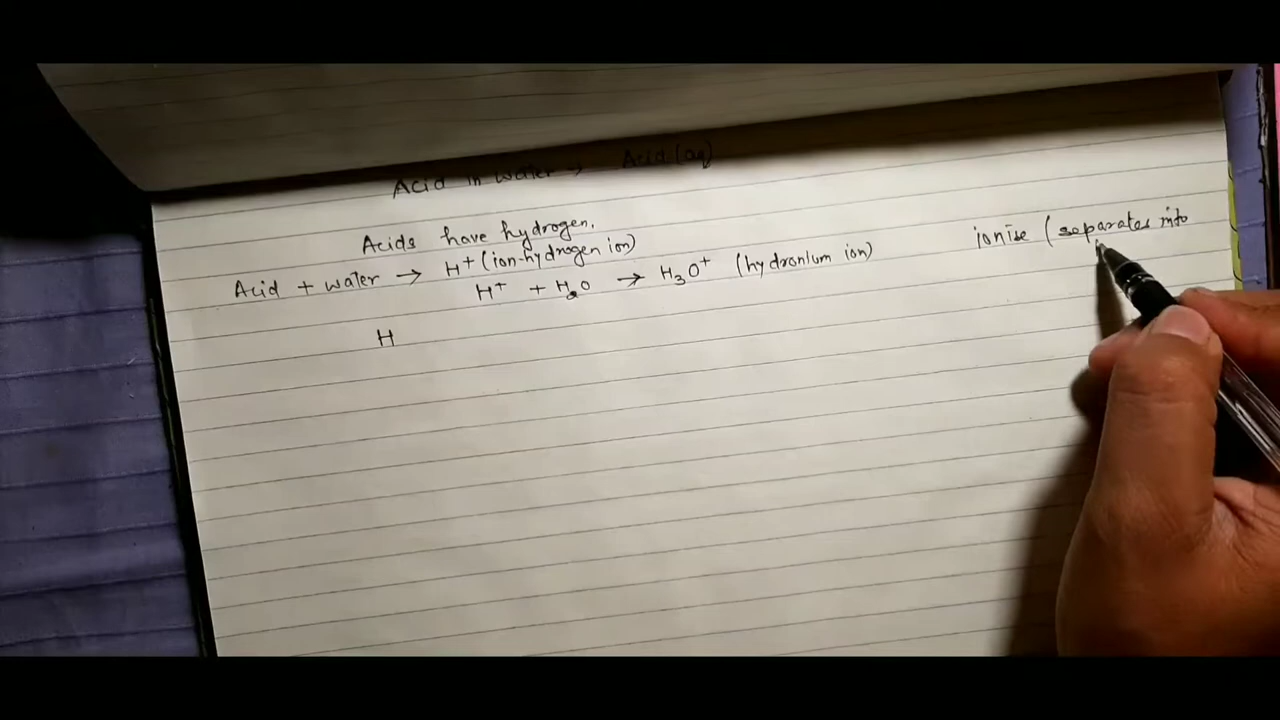 Acid in water → Acid (aq)
Acids have hydrogen.
ionise (separates into
Acid + water → H⁺ (ion-hydrogen ion)
H⁺ + H₂O → H₃O⁺ (hydronium ion)
H